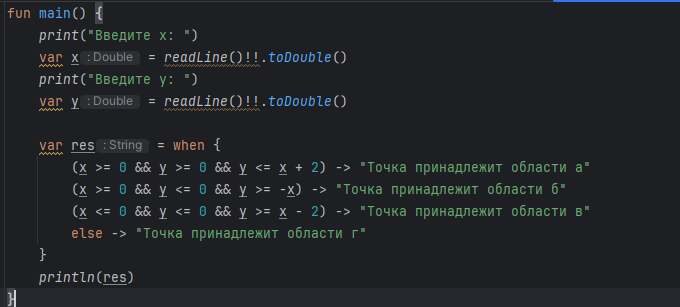 fun main() {
    print("Введите x: ")
    var x : Double = readLine()!!.toDouble()
    print("Введите y: ")
    var y : Double = readLine()!!.toDouble()
    var res : String = when {
        (x >= 0 && y >= 0 && y <= x + 2) -> "Точка принадлежит области а"
        (x >= 0 && y <= 0 && y >= -x) -> "Точка принадлежит области б"
        (x <= 0 && y <= 0 && y >= x - 2) -> "Точка принадлежит области в"
        else -> "Точка принадлежит области г"
    }
    println(res)
}